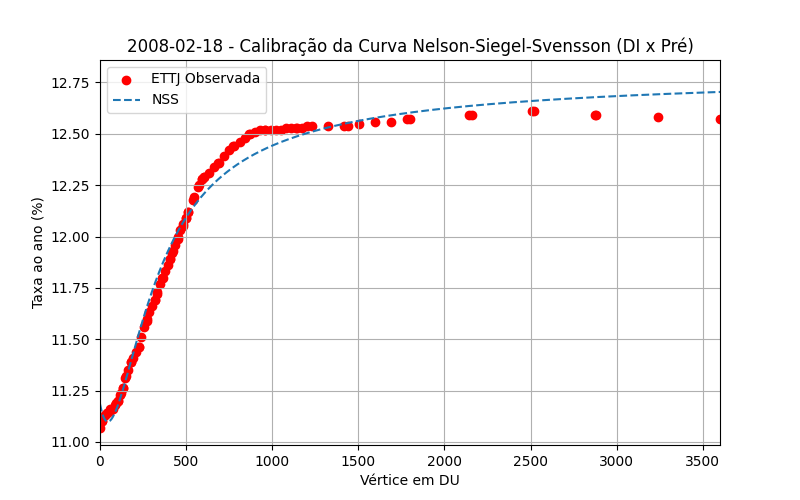 2008-02-18 - Calibração da Curva Nelson-Siegel-Svensson (DI x Pré)
ETTJ Observada
NSS
Taxa ao ano (%)
12.75
12.50
12.25
12.00
11.75
11.50
11.25
11.00
0 500 1000 1500 2000 2500 3000 3500
Vértice em DU